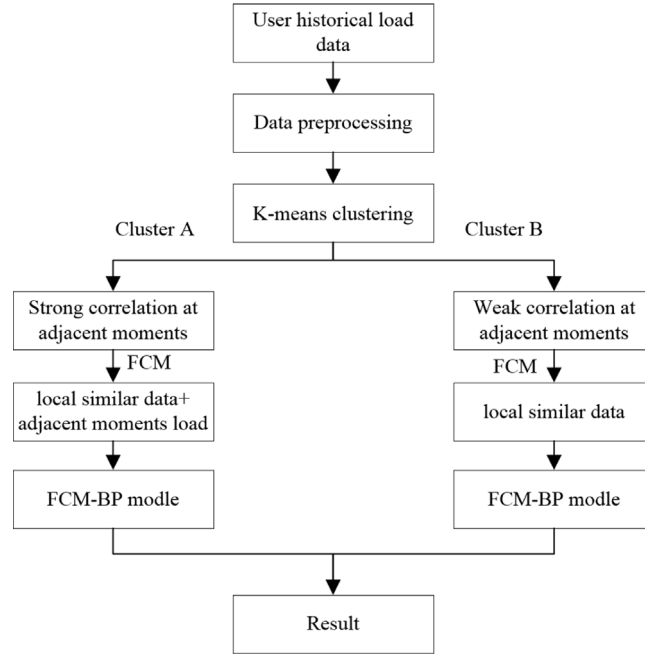 User historical load
data
Data preprocessing
K-means clustering
Cluster A
Cluster B
Strong correlation at
adjacent moments
Weak correlation at
adjacent moments
FCM
FCM
local similar data+
adjacent moments load
local similar data
FCM-BP modle
FCM-BP modle
Result